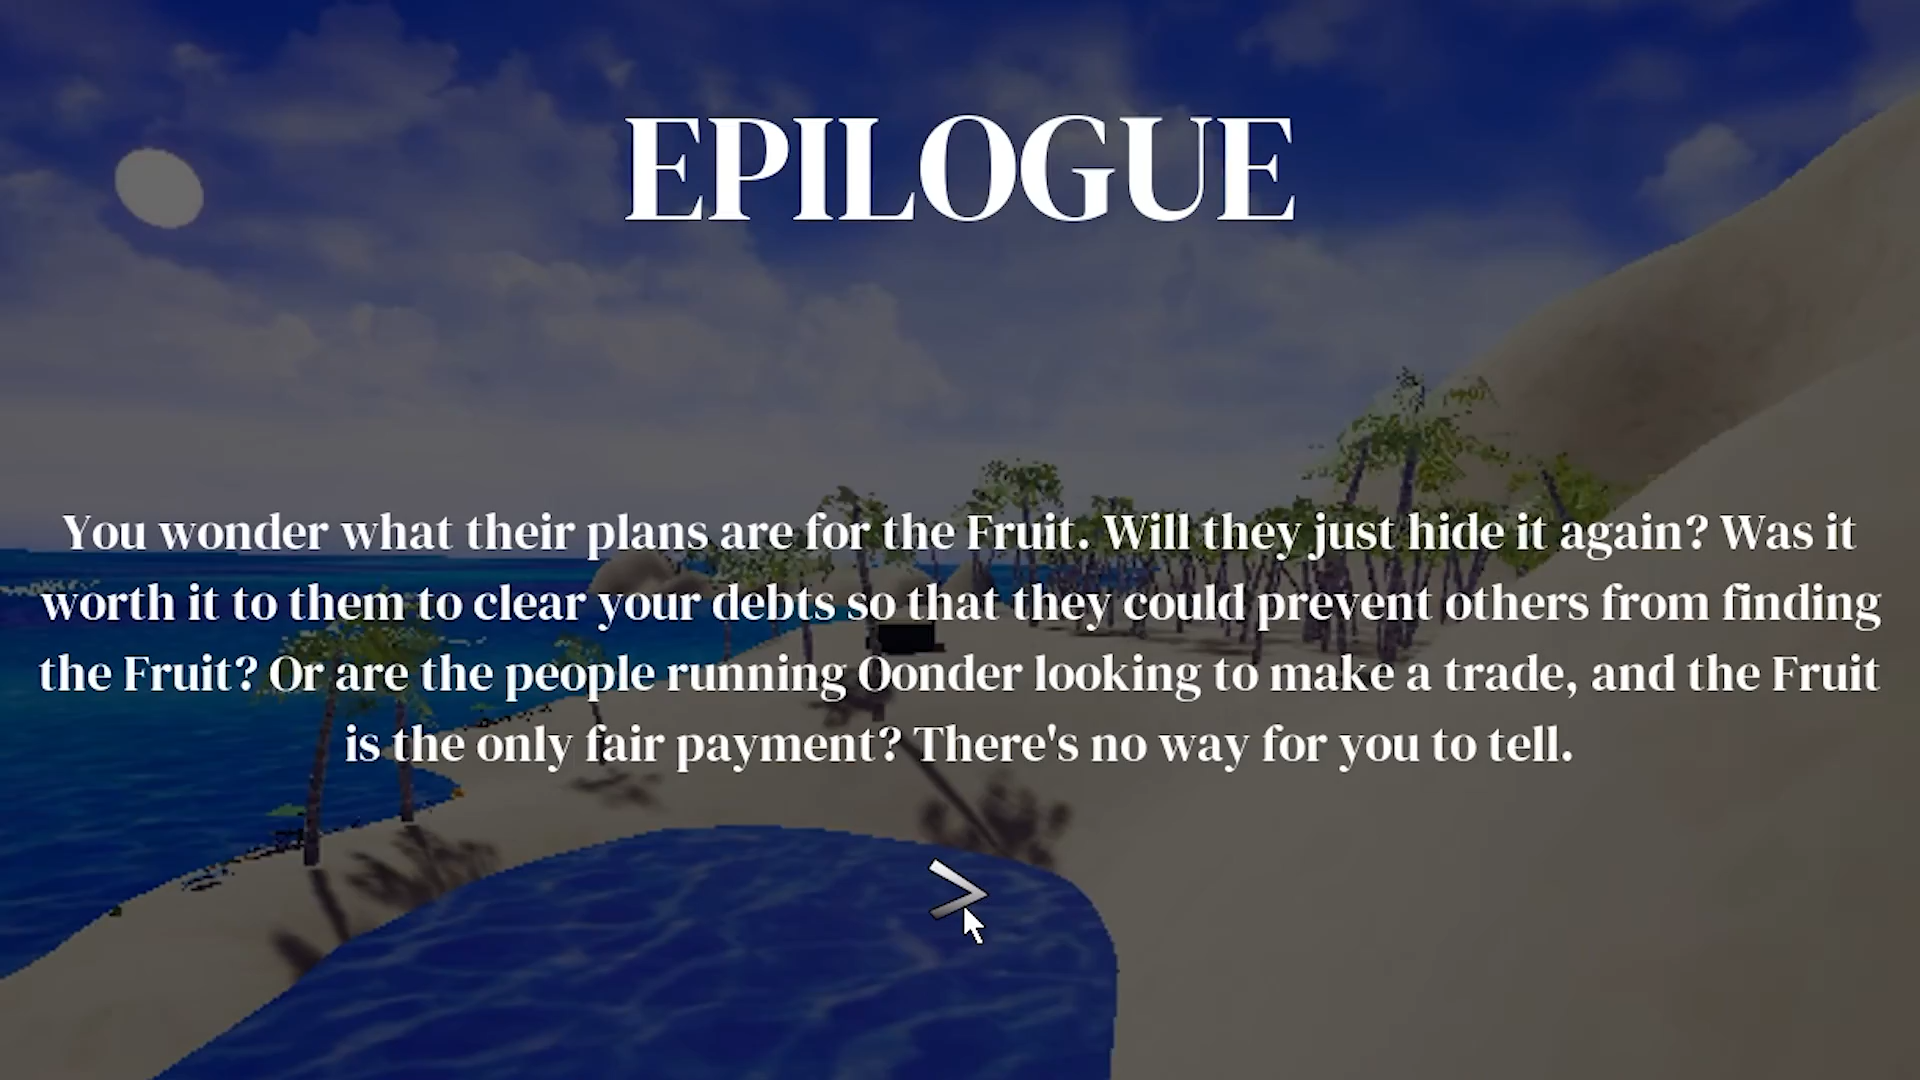 EPILOGUE
You wonder what their plans are for the Fruit. Will they just hide it again? Was it
worth it to them to clear your debts so that they could prevent others from finding
the Fruit? Or are the people running Oonder looking to make a trade, and the Fruit
is the only fair payment? There's no way for you to tell.